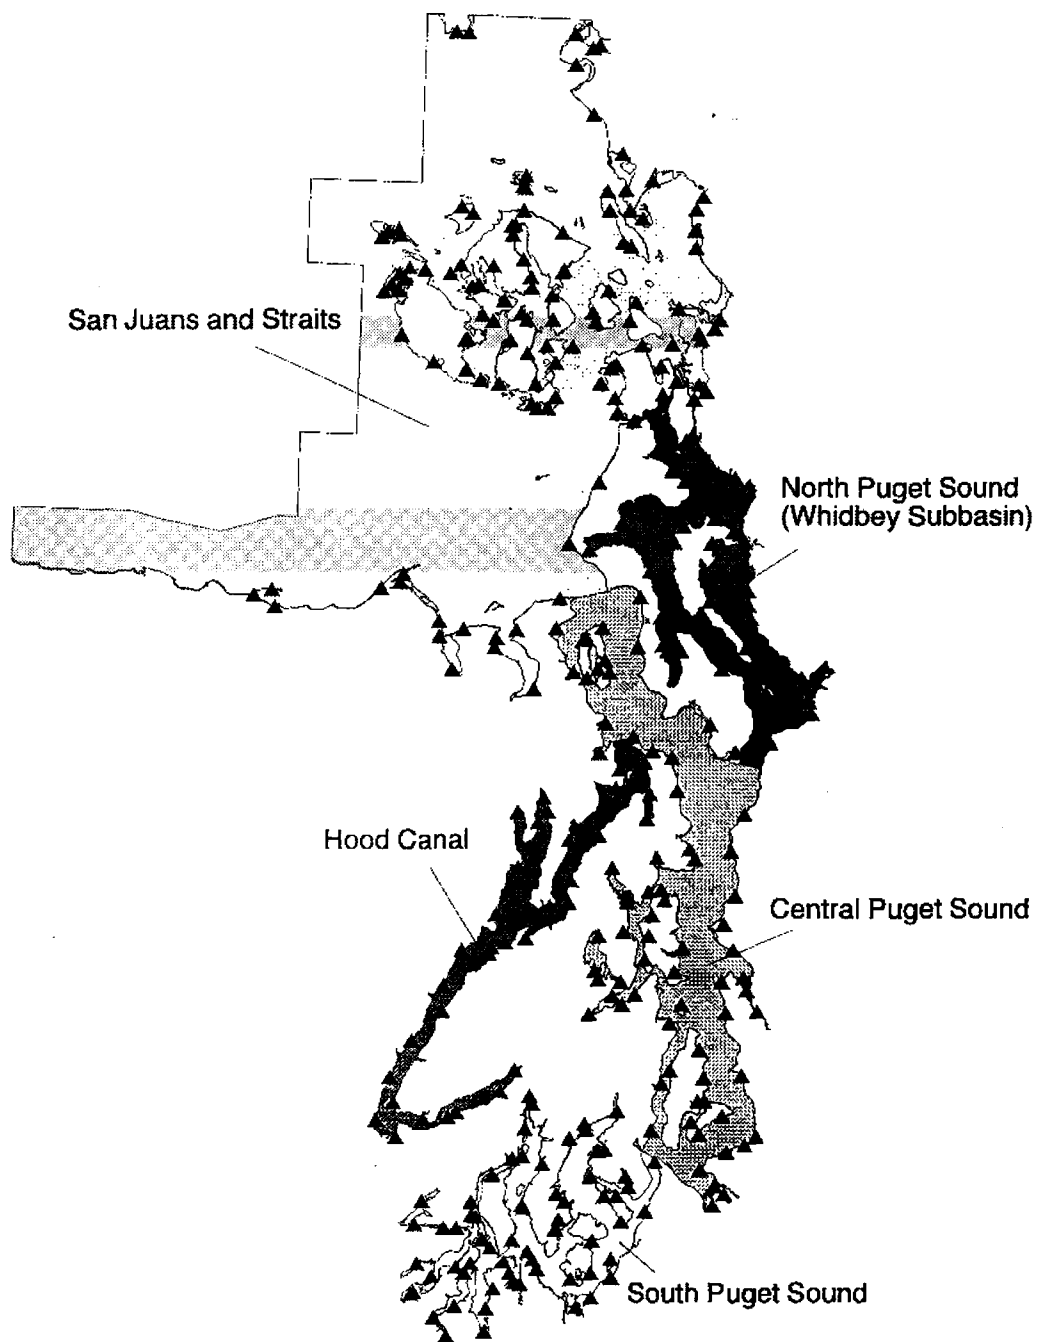 San Juans and Straits
North Puget Sound
(Whidbey Subbasin)
Hood Canal
Central Puget Sound
South Puget Sound